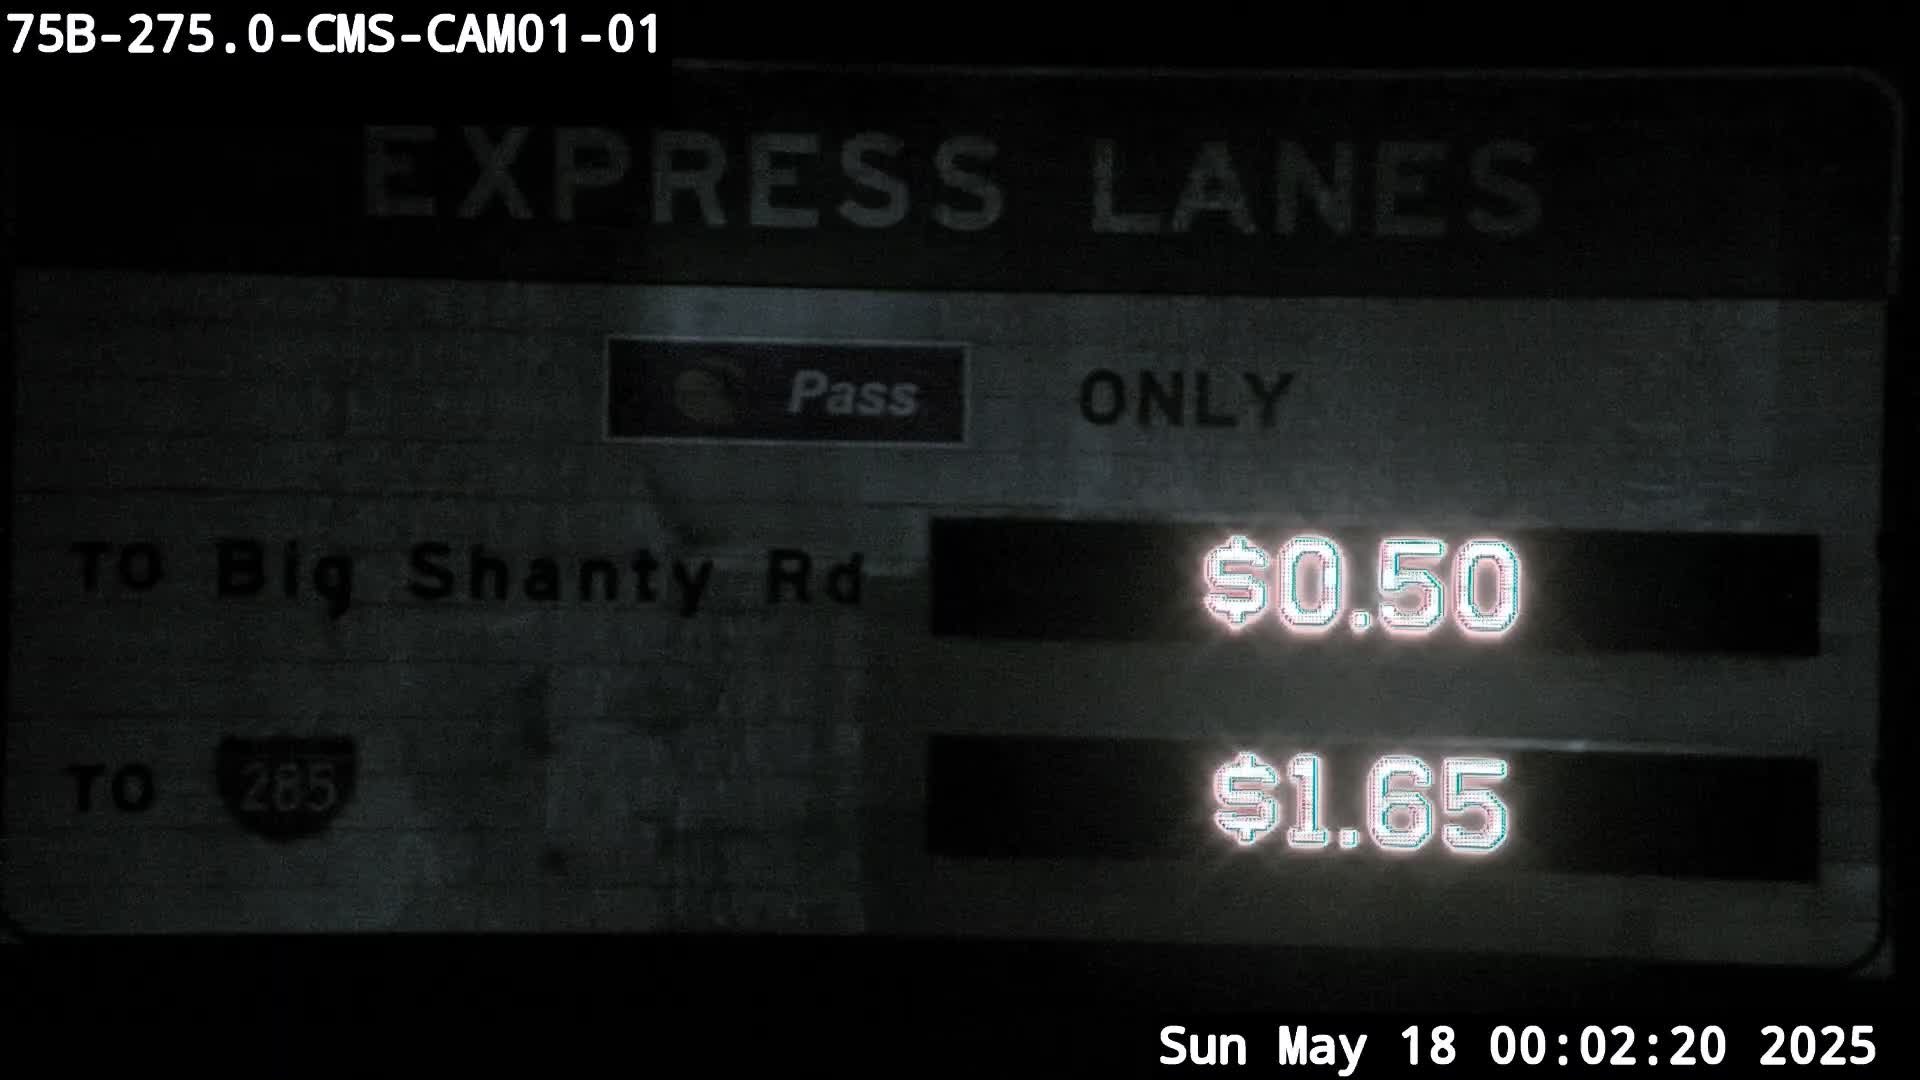 75B-275.0-CMS-CAM01-01
EXPRESS LANES
Pass ONLY
TO Big Shanty Rd $0.50
TO 285 $1.65
Sun May 18 00:02:20 2025